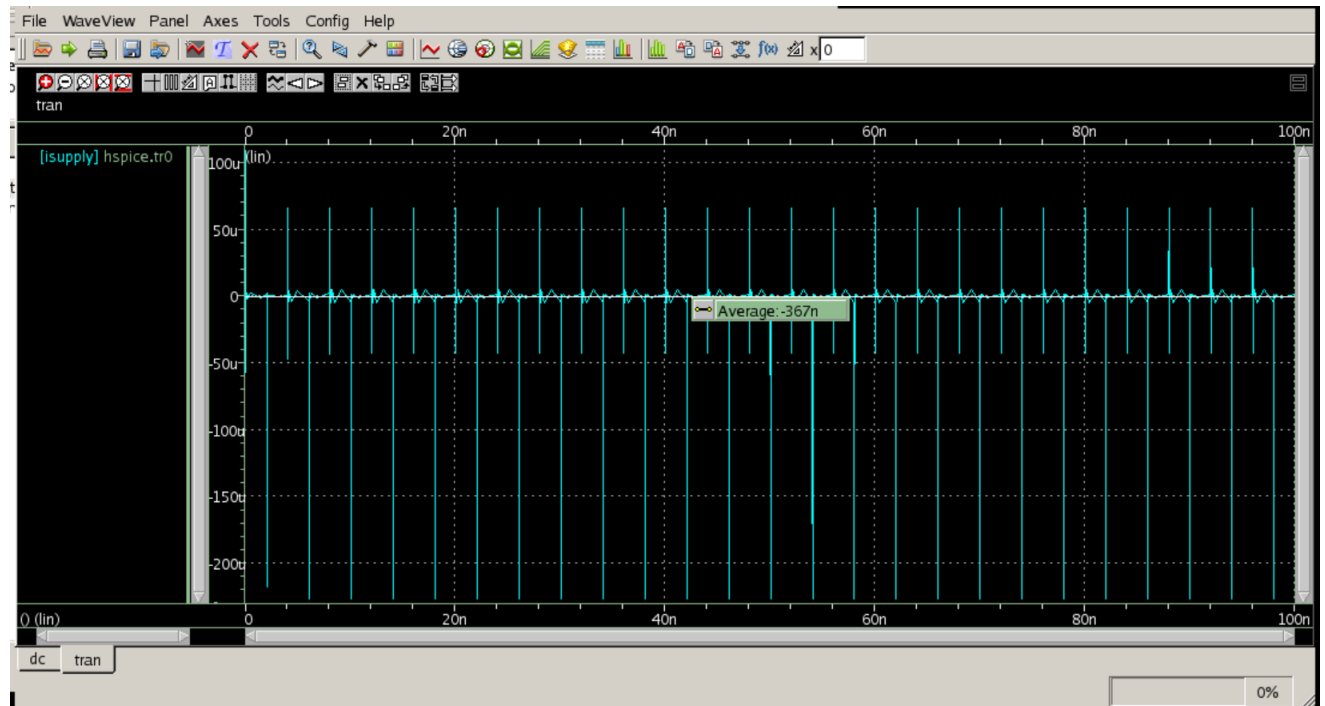 File WaveView Panel Axes Tools Config Help
x 0
tran
0 20n 40n 60n 80n 100n
[isupply] hspice.tr0
(lin)
100u
50u
0
Average:-367n
-50u
-100u
-150u
-200u
() (lin)
0 20n 40n 60n 80n 100n
dc tran
0%